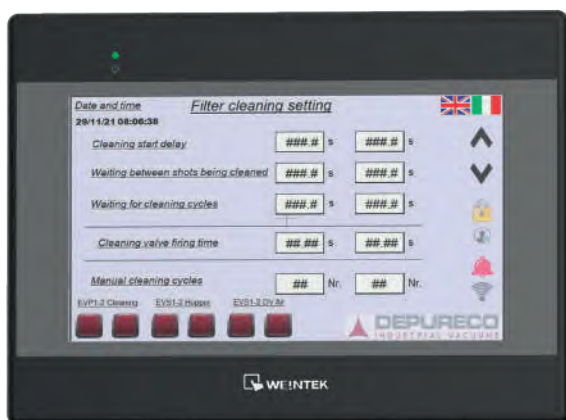 Date and time Filter cleaning setting
29/11/21 08:06:38
Cleaning start delay ###.# s ###.# s
Waiting between shots being cleaned ###.# s ###.# s
Waiting for cleaning cycles ###.# s ###.# s
Cleaning valve firing time ##.## s ##.## s
Manual cleaning cycles ## Nr. ## Nr.
EVP1-2 Cleaning EVS1-2 Hopper EVS1-2 DV Air
DEPURECO
INDUSTRIAL VACUUMS
WEINTEK